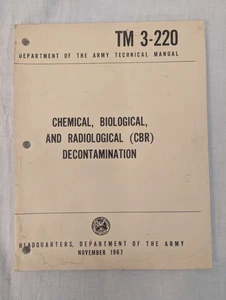 TM 3-220
DEPARTMENT OF THE ARMY TECHNICAL MANUAL
CHEMICAL, BIOLOGICAL,
AND RADIOLOGICAL (CBR)
DECONTAMINATION
HEADQUARTERS, DEPARTMENT OF THE ARMY
NOVEMBER 1967